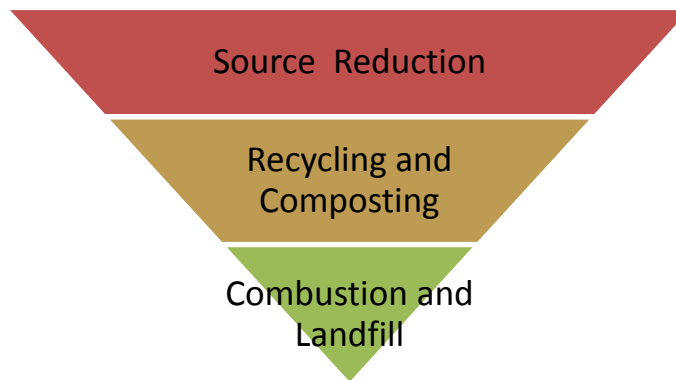 Source  Reduction
Recycling and
Composting
Combustion and
Landfill